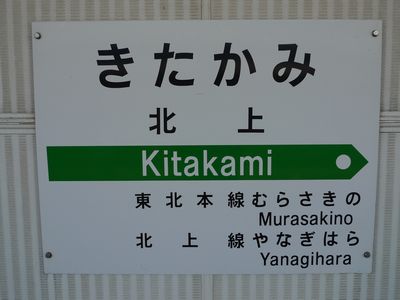 きたかみ
北上
Kitakami
東北本線むらさきの
Murasakino
北上線やなぎはら
Yanagihara